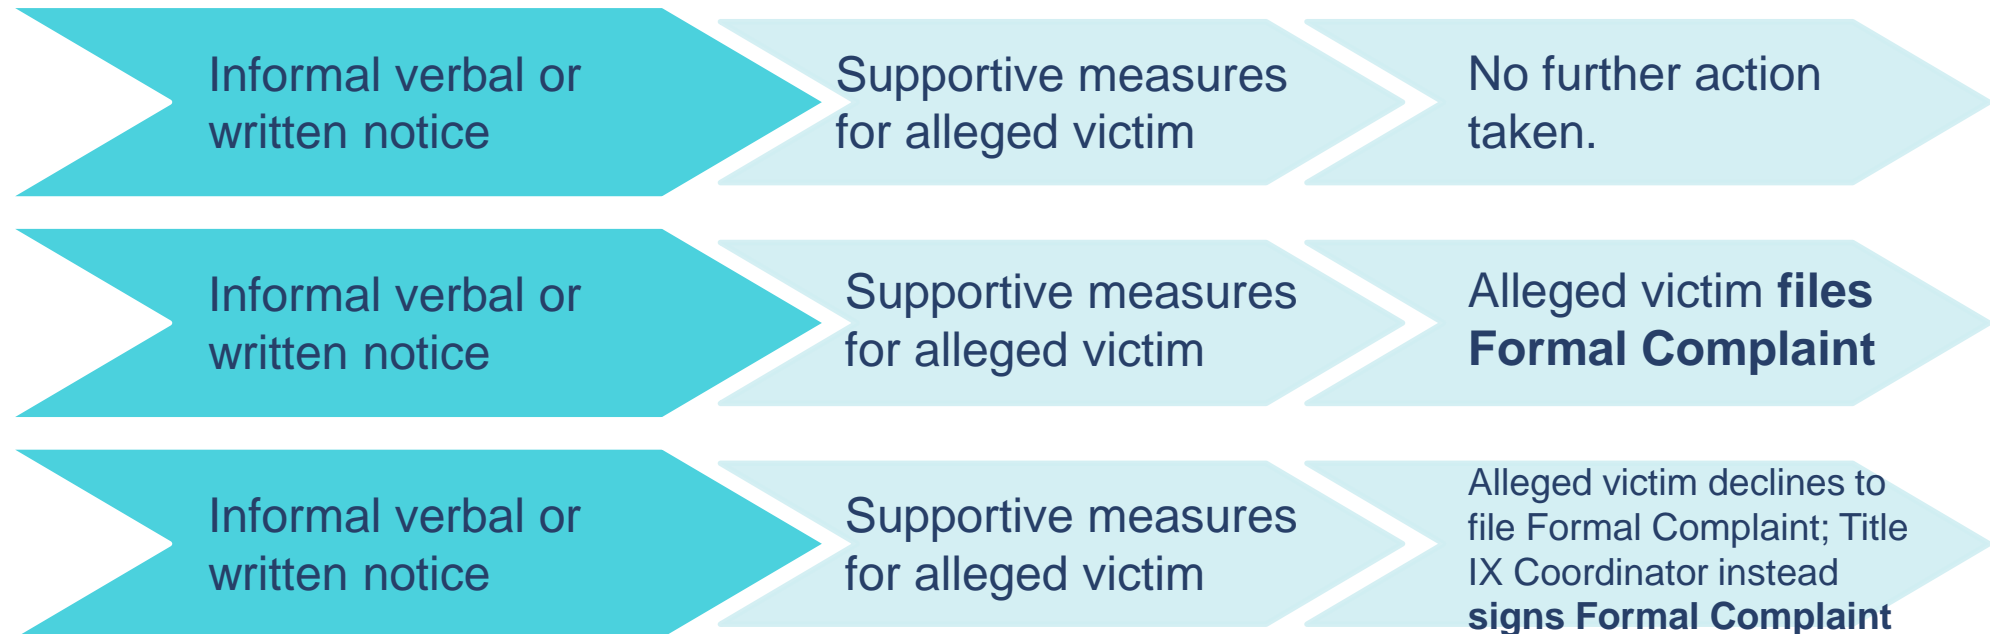 Informal verbal or
written notice
Supportive measures
for alleged victim
No further action
taken.
Informal verbal or
written notice
Supportive measures
for alleged victim
Alleged victim files
Formal Complaint
Informal verbal or
written notice
Supportive measures
for alleged victim
Alleged victim declines to
file Formal Complaint; Title
IX Coordinator instead
signs Formal Complaint